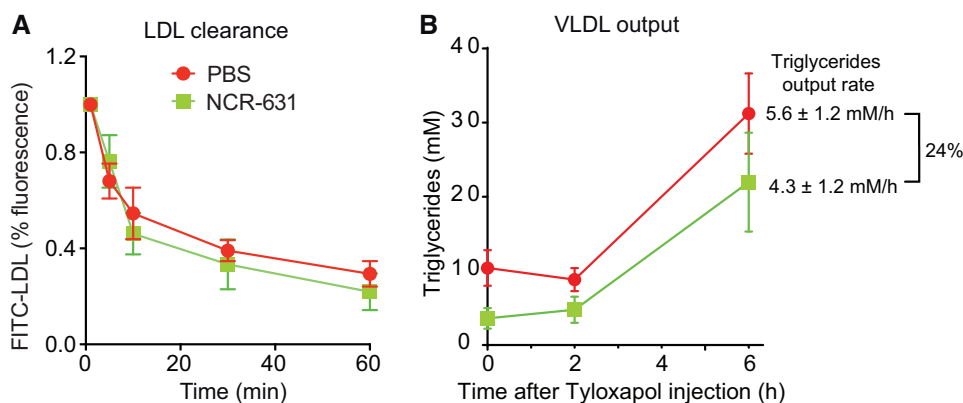 A
LDL clearance
FITC-LDL (% fluorescence)
1.2
0.8
0.4
0.0
PBS
NCR-631
0
20
40
60
Time (min)
B
VLDL output
Triglycerides (mM)
40
30
20
10
0
Triglycerides
output rate
5.6 ± 1.2 mM/h
24%
4.3 ± 1.2 mM/h
0
2
4
6
Time after Tyloxapol injection (h)